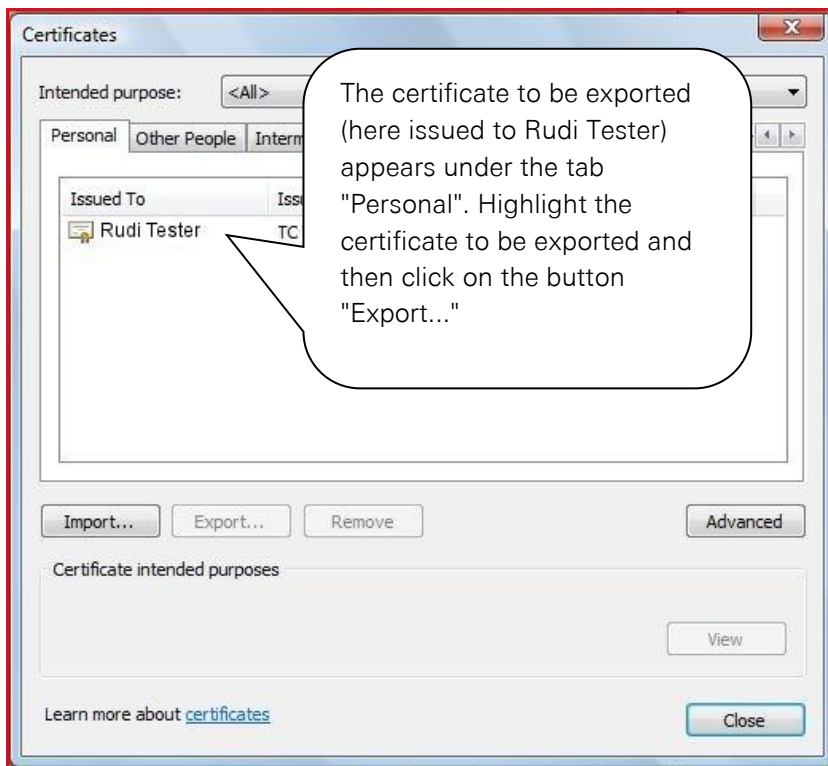 Certificates
Intended purpose: <All>
The certificate to be exported
(here issued to Rudi Tester)
appears under the tab
"Personal". Highlight the
certificate to be exported and
then click on the button
"Export..."
Personal Other People
Issued To
Rudi Tester TC
Import... Export... Remove Advanced
Certificate intended purposes
View
Learn more about certificates
Close